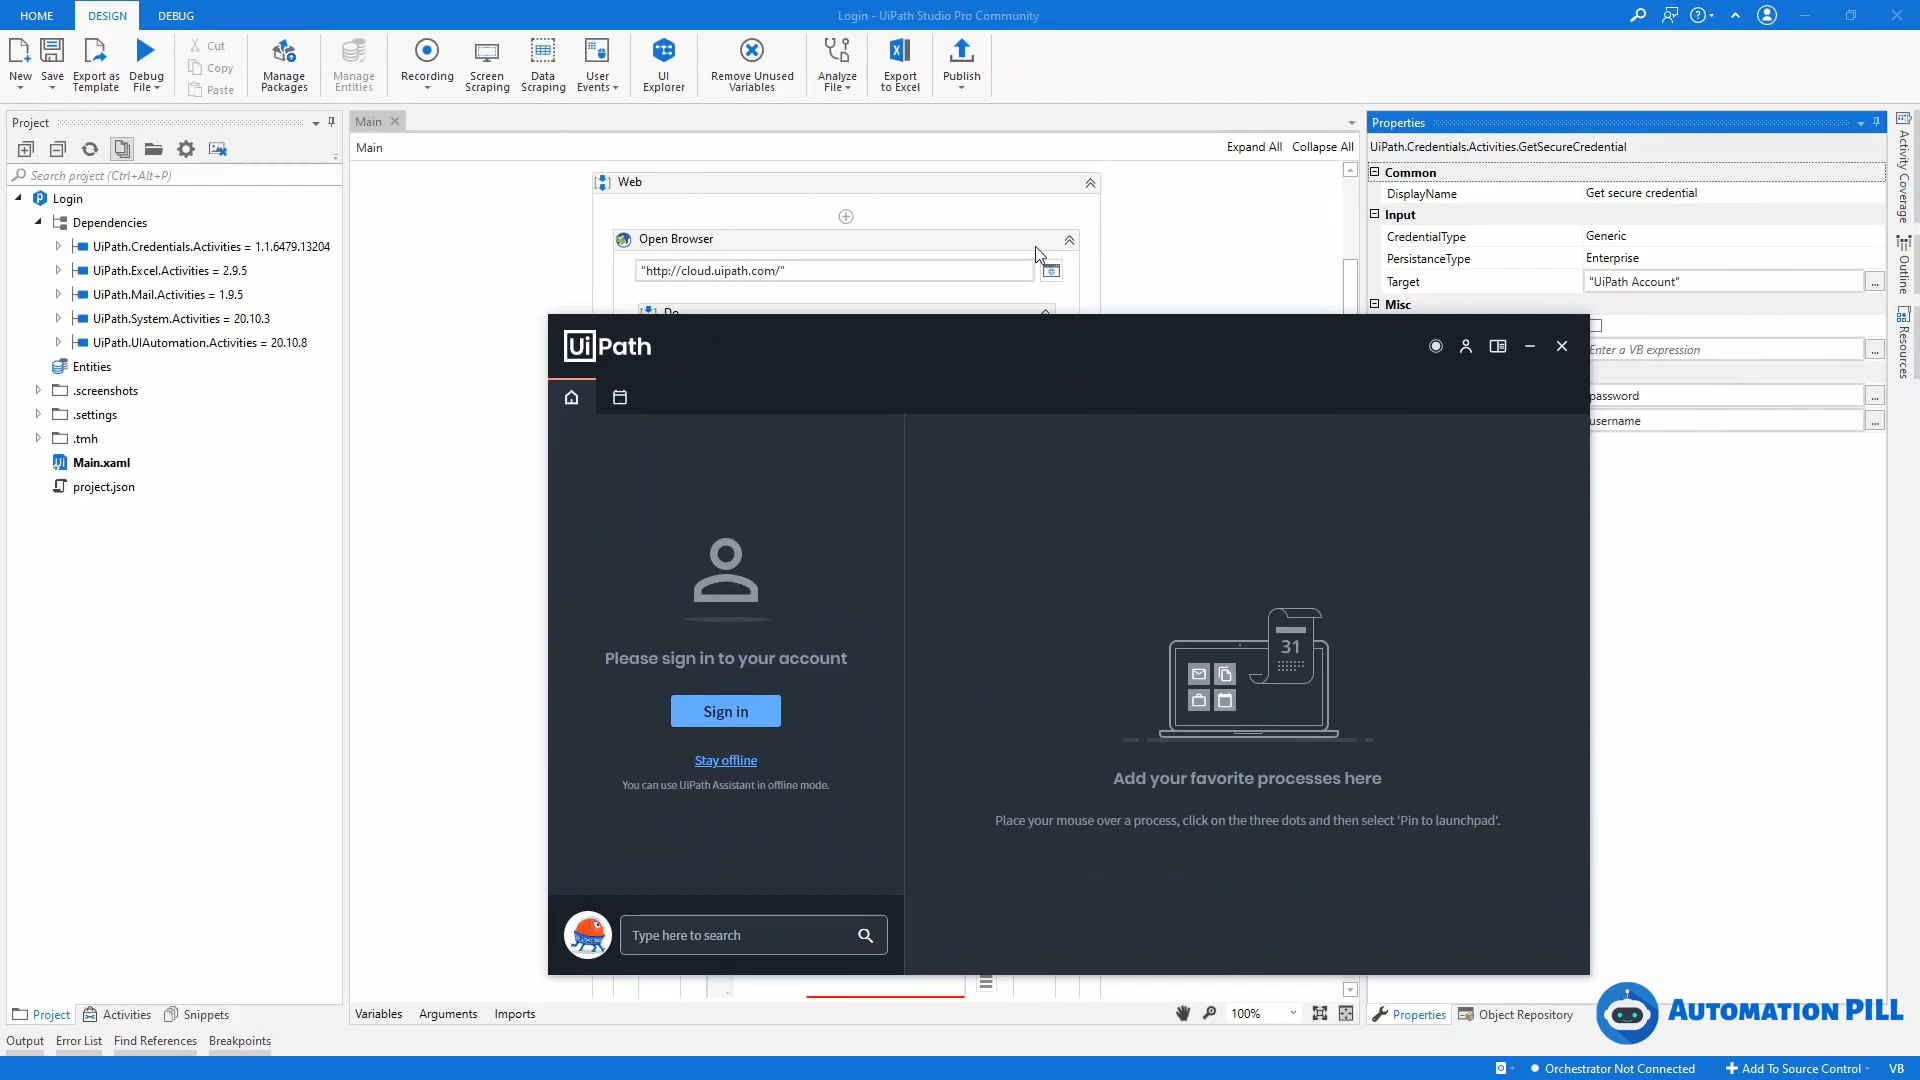 HOME DESIGN DEBUG
Login - UiPath Studio Pro Community
New Save Export as Template Debug File
Cut
Copy
Paste
Manage Packages
Manage Entities
Recording
Screen Scraping
Data Scraping
User Events
UI Explorer
Remove Unused Variables
Analyze File
Export to Excel
Publish
Project
Search project (Ctrl+Alt+P)
Login
Dependencies
UiPath.Credentials.Activities = 1.1.6479.13204
UiPath.Excel.Activities = 2.9.5
UiPath.Mail.Activities = 1.9.5
UiPath.System.Activities = 20.10.3
UiPath.UIAutomation.Activities = 20.10.8
Entities
.screenshots
.settings
.tmh
Main.xaml
project.json
Main
Main
Expand All Collapse All
Web
Open Browser
"http://cloud.uipath.com/"
Do
UiPath
Please sign in to your account
Sign in
Stay offline
You can use UiPath Assistant in offline mode.
Type here to search
31
Add your favorite processes here
Place your mouse over a process, click on the three dots and then select 'Pin to launchpad'.
Properties
UiPath.Credentials.Activities.GetSecureCredential
Common
DisplayName Get secure credential
Input
CredentialType Generic
PersistanceType Enterprise
Target "UiPath Account" ...
Misc
Enter a VB expression ...
password ...
username ...
Activity Coverage
Outline
Resources
Project Activities Snippets
Variables Arguments Imports
100%
Properties Object Repository
AUTOMATION PILL
Output Error List Find References Breakpoints
Orchestrator Not Connected Add To Source Control VB